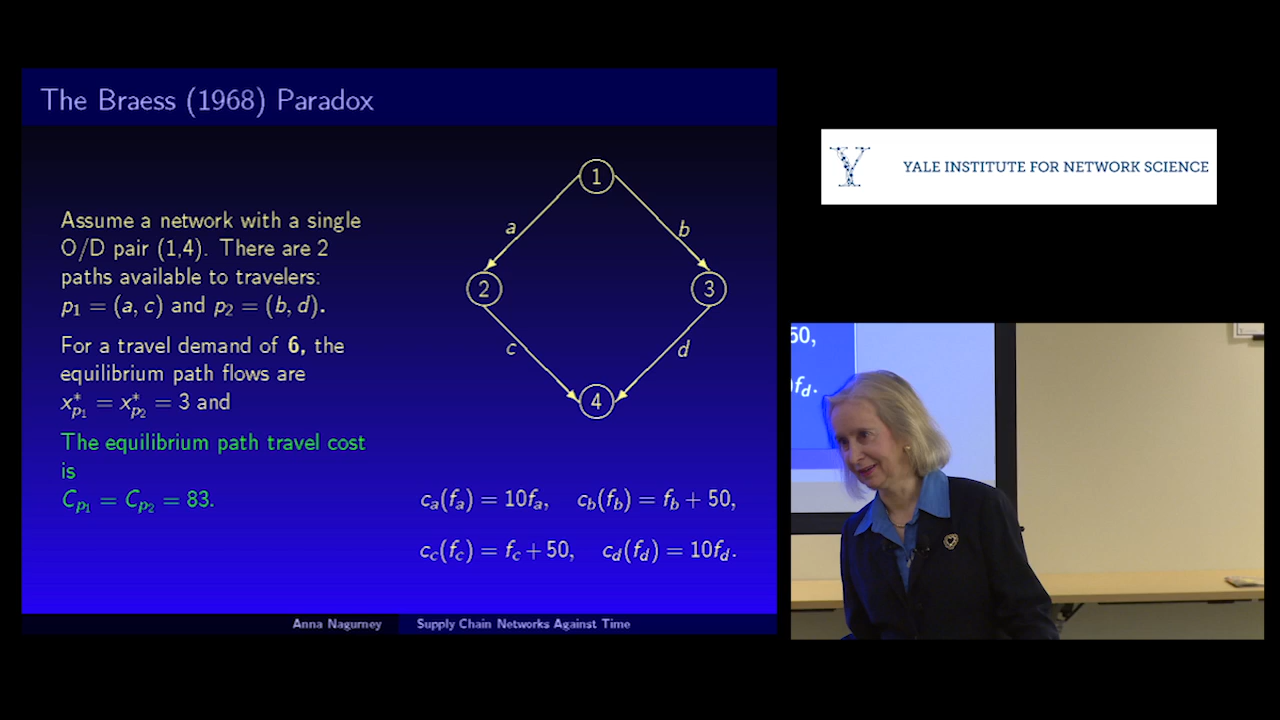 The Braess (1968) Paradox
Assume a network with a single
O/D pair (1,4). There are 2
paths available to travelers:
p₁ = (a, c) and p₂ = (b, d).
For a travel demand of 6, the
equilibrium path flows are
x*ₚ₁ = x*ₚ₂ = 3 and
The equilibrium path travel cost
is
Cₚ₁ = Cₚ₂ = 83.
1
a
b
2
3
c
d
4
c_a(f_a) = 10f_a, c_b(f_b) = f_b + 50,
c_c(f_c) = f_c + 50, c_d(f_d) = 10f_d.
Anna Nagurney Supply Chain Networks Against Time
Y YALE INSTITUTE FOR NETWORK SCIENCE
50,
f_d.